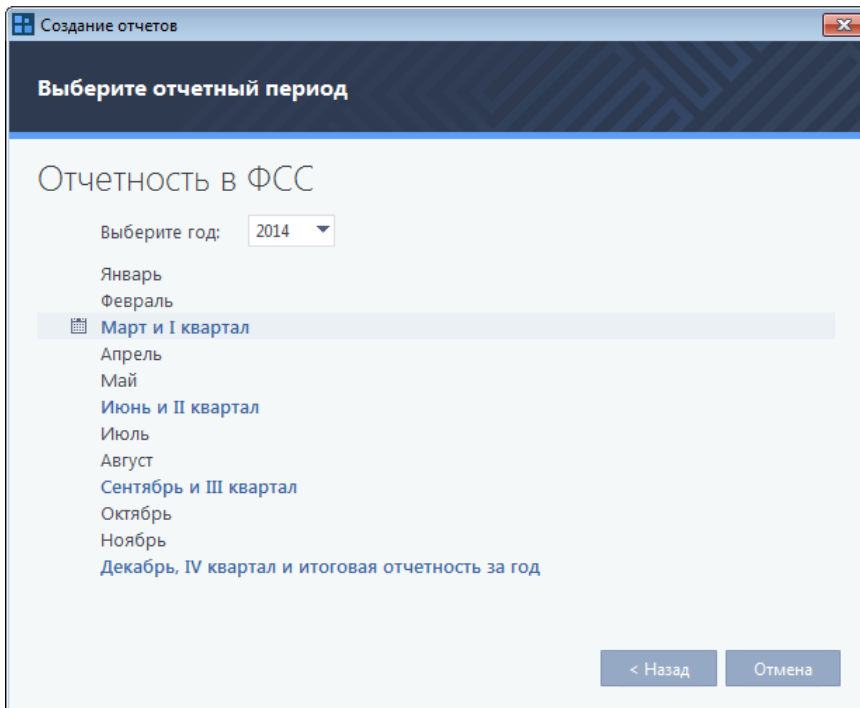 Создание отчетов
Выберите отчетный период
Отчетность в ФСС
Выберите год: 2014
Январь
Февраль
Март и I квартал
Апрель
Май
Июнь и II квартал
Июль
Август
Сентябрь и III квартал
Октябрь
Ноябрь
Декабрь, IV квартал и итоговая отчетность за год
< Назад Отмена